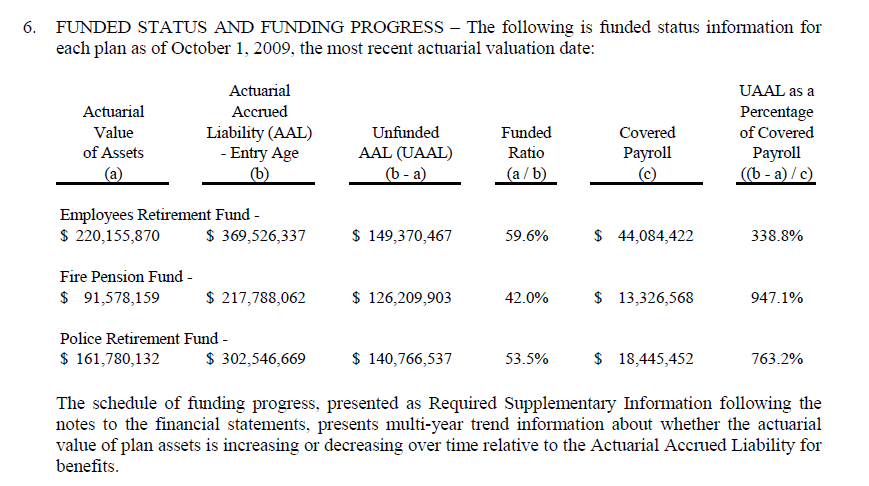 6. FUNDED STATUS AND FUNDING PROGRESS – The following is funded status information for
each plan as of October 1, 2009, the most recent actuarial valuation date:
Actuarial Value of Assets (a) Actuarial Accrued Liability (AAL) - Entry Age (b) Unfunded AAL (UAAL) (b - a) Funded Ratio (a / b) Covered Payroll (c) UAAL as a Percentage of Covered Payroll ((b - a) / c)
Employees Retirement Fund -
$ 220,155,870 $ 369,526,337 $ 149,370,467 59.6% $ 44,084,422 338.8%
Fire Pension Fund -
$ 91,578,159 $ 217,788,062 $ 126,209,903 42.0% $ 13,326,568 947.1%
Police Retirement Fund -
$ 161,780,132 $ 302,546,669 $ 140,766,537 53.5% $ 18,445,452 763.2%
The schedule of funding progress, presented as Required Supplementary Information following the
notes to the financial statements, presents multi-year trend information about whether the actuarial
value of plan assets is increasing or decreasing over time relative to the Actuarial Accrued Liability for
benefits.